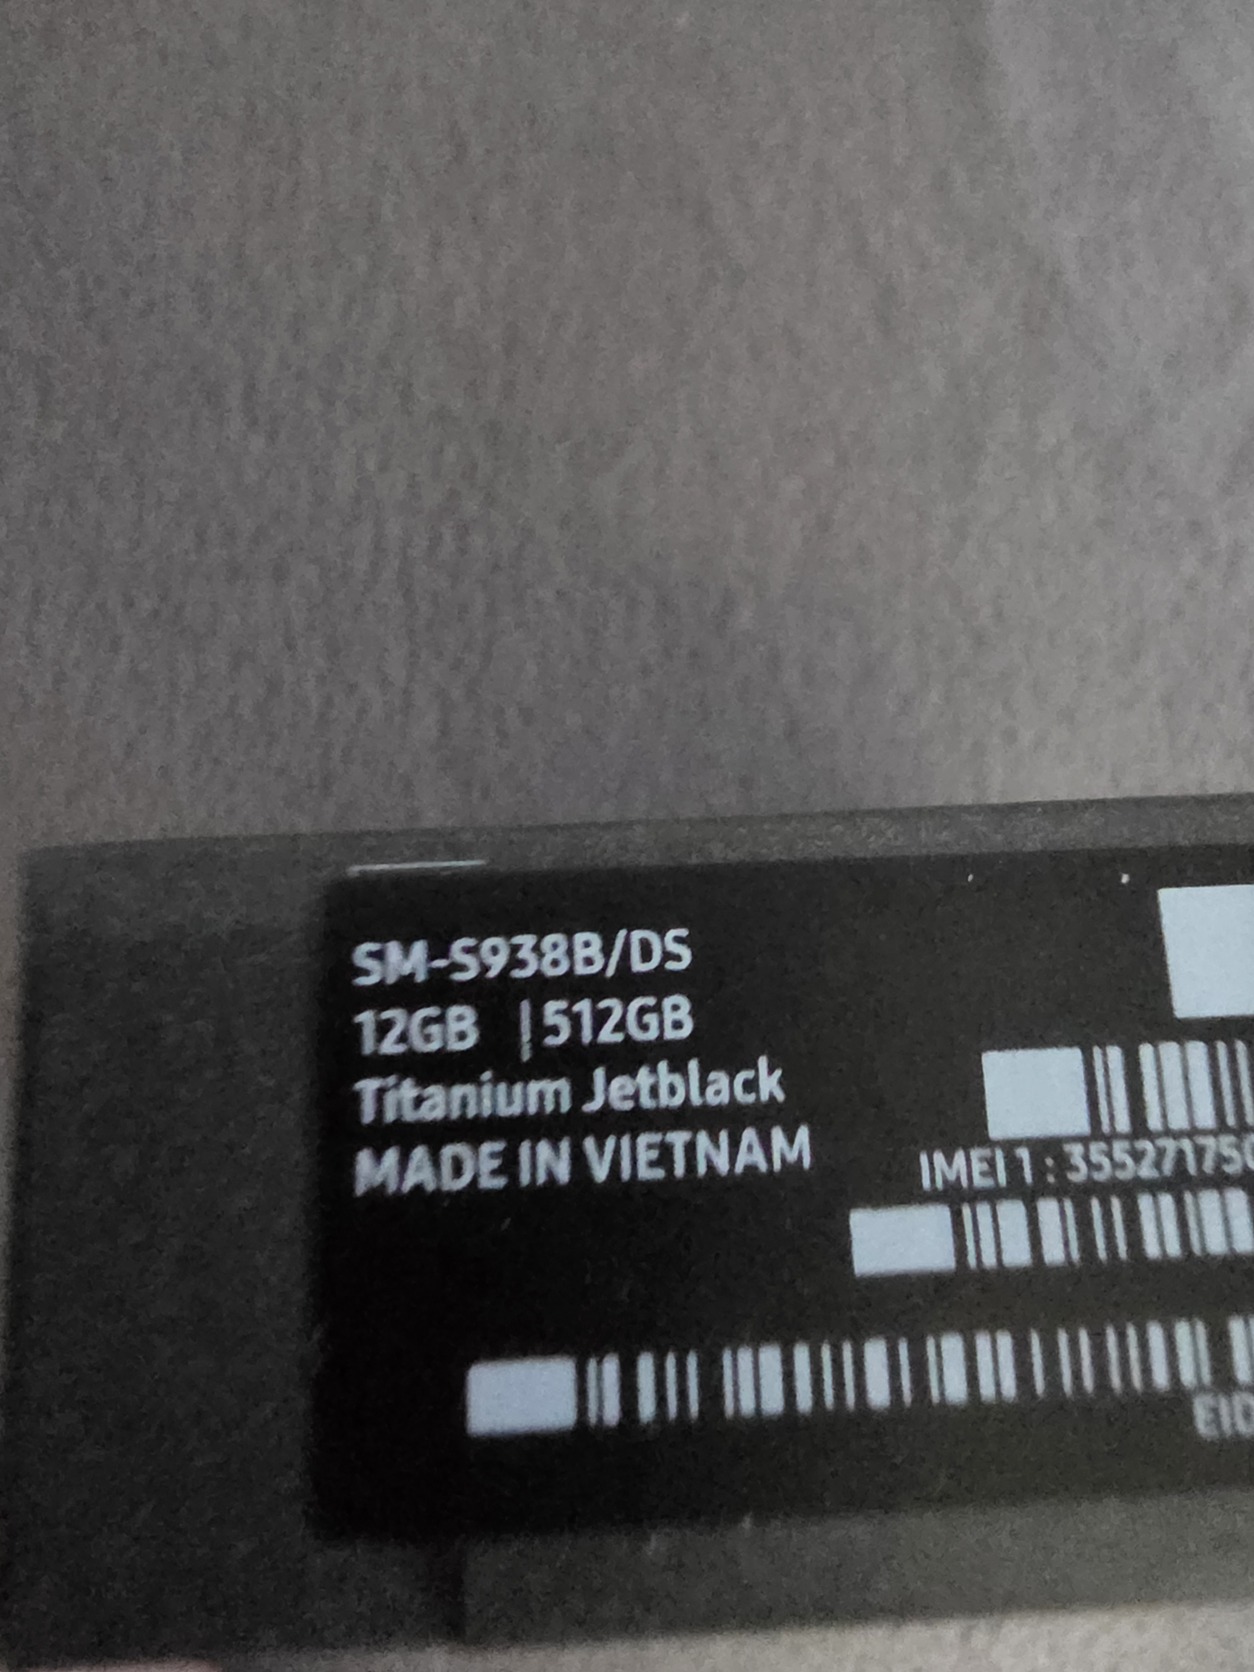 SM-S938B/DS
12GB | 512GB
Titanium Jetblack
MADE IN VIETNAM
IMEI 1 : 35527175